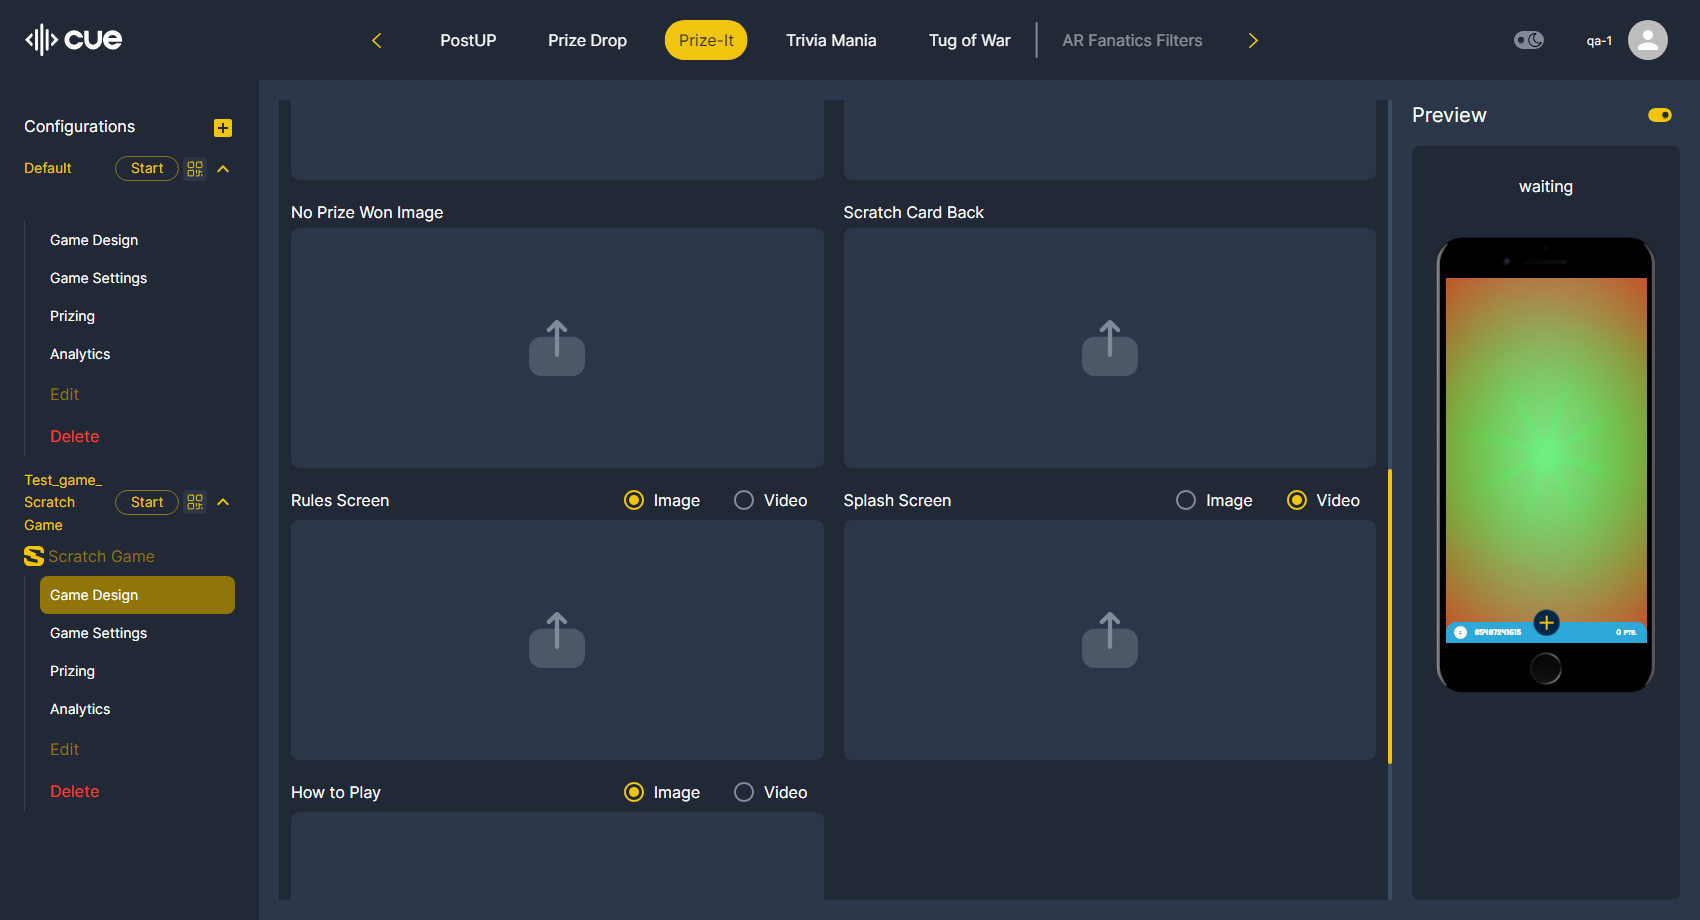 cue
PostUP
Prize Drop
Prize-It
Trivia Mania
Tug of War
AR Fanatics Filters
qa-1
Configurations
Default
Start
Game Design
Game Settings
Prizing
Analytics
Edit
Delete
Test_game_
Scratch
Game
Start
Scratch Game
Game Design
Game Settings
Prizing
Analytics
Edit
Delete
No Prize Won Image
Scratch Card Back
Rules Screen
Image
Video
Splash Screen
Image
Video
How to Play
Image
Video
Preview
waiting
85487241615
0 PTS.